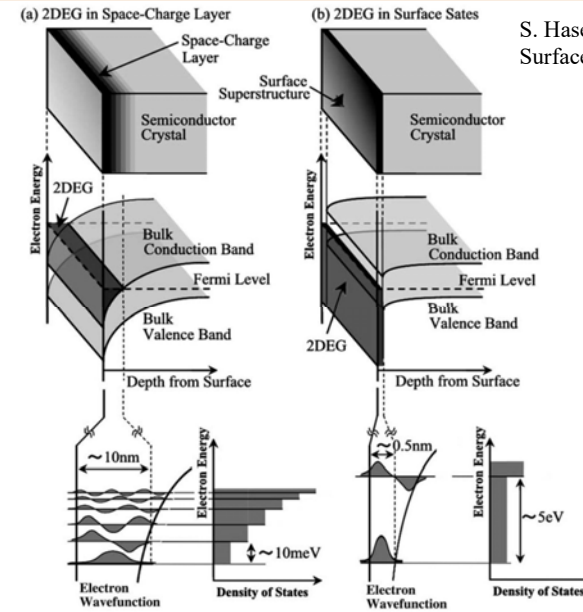 (a) 2DEG in Space-Charge Layer
Space-Charge
Layer
Semiconductor
Crystal
Electron Energy
2DEG
Bulk
Conduction Band
Fermi Level
Bulk
Valence Band
Depth from Surface
~10nm
Electron Energy
~10meV
Electron
Wavefunction
Density of States
(b) 2DEG in Surface Sates
S. Hase
Surface
Surface
Superstructure
Semiconductor
Crystal
Electron Energy
Bulk
Conduction Band
Fermi Level
Bulk
Valence Band
2DEG
Depth from Surface
~0.5nm
Electron Energy
~5eV
Electron
Wavefunction
Density of States